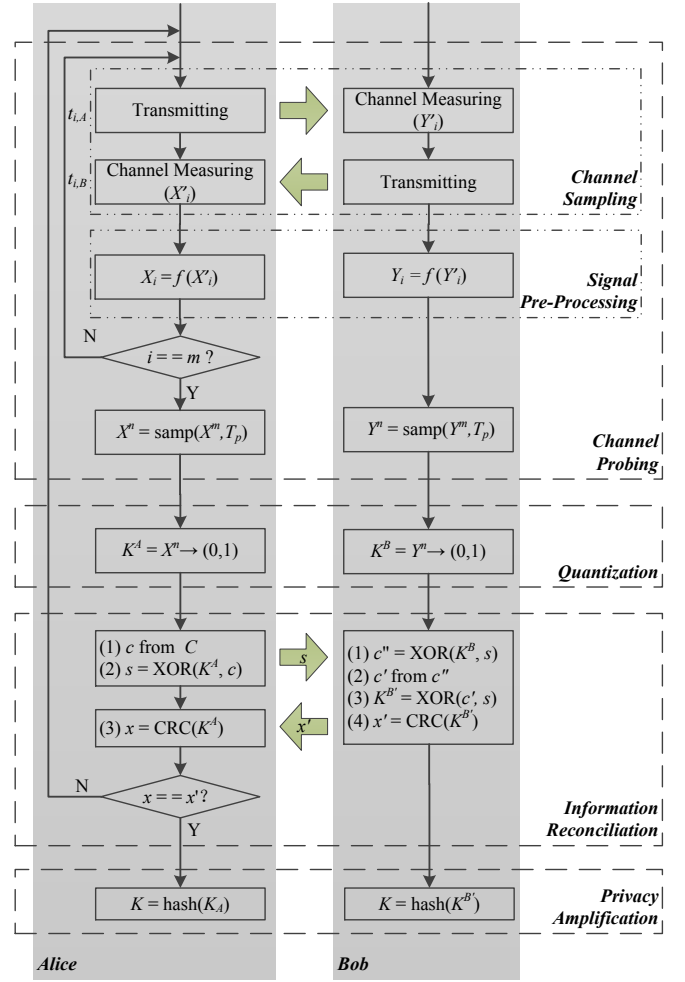 t_{i,A}
Transmitting
Channel Measuring
(Y'_i)
t_{i,B}
Channel Measuring
(X'_i)
Transmitting
Channel
Sampling
X_i = f(X'_i)
Y_i = f(Y'_i)
Signal
Pre-Processing
N
i == m ?
Y
X^n = samp(X^m, T_p)
Y^n = samp(Y^m, T_p)
Channel
Probing
K^A = X^n → (0,1)
K^B = Y^n → (0,1)
Quantization
(1) c from C
(2) s = XOR(K^A, c)
s
(1) c'' = XOR(K^B, s)
(2) c' from c''
(3) K^{B'} = XOR(c', s)
(4) x' = CRC(K^{B'})
(3) x = CRC(K^A)
x'
N
x == x'?
Y
Information
Reconciliation
K = hash(K_A)
K = hash(K^{B'})
Privacy
Amplification
Alice
Bob